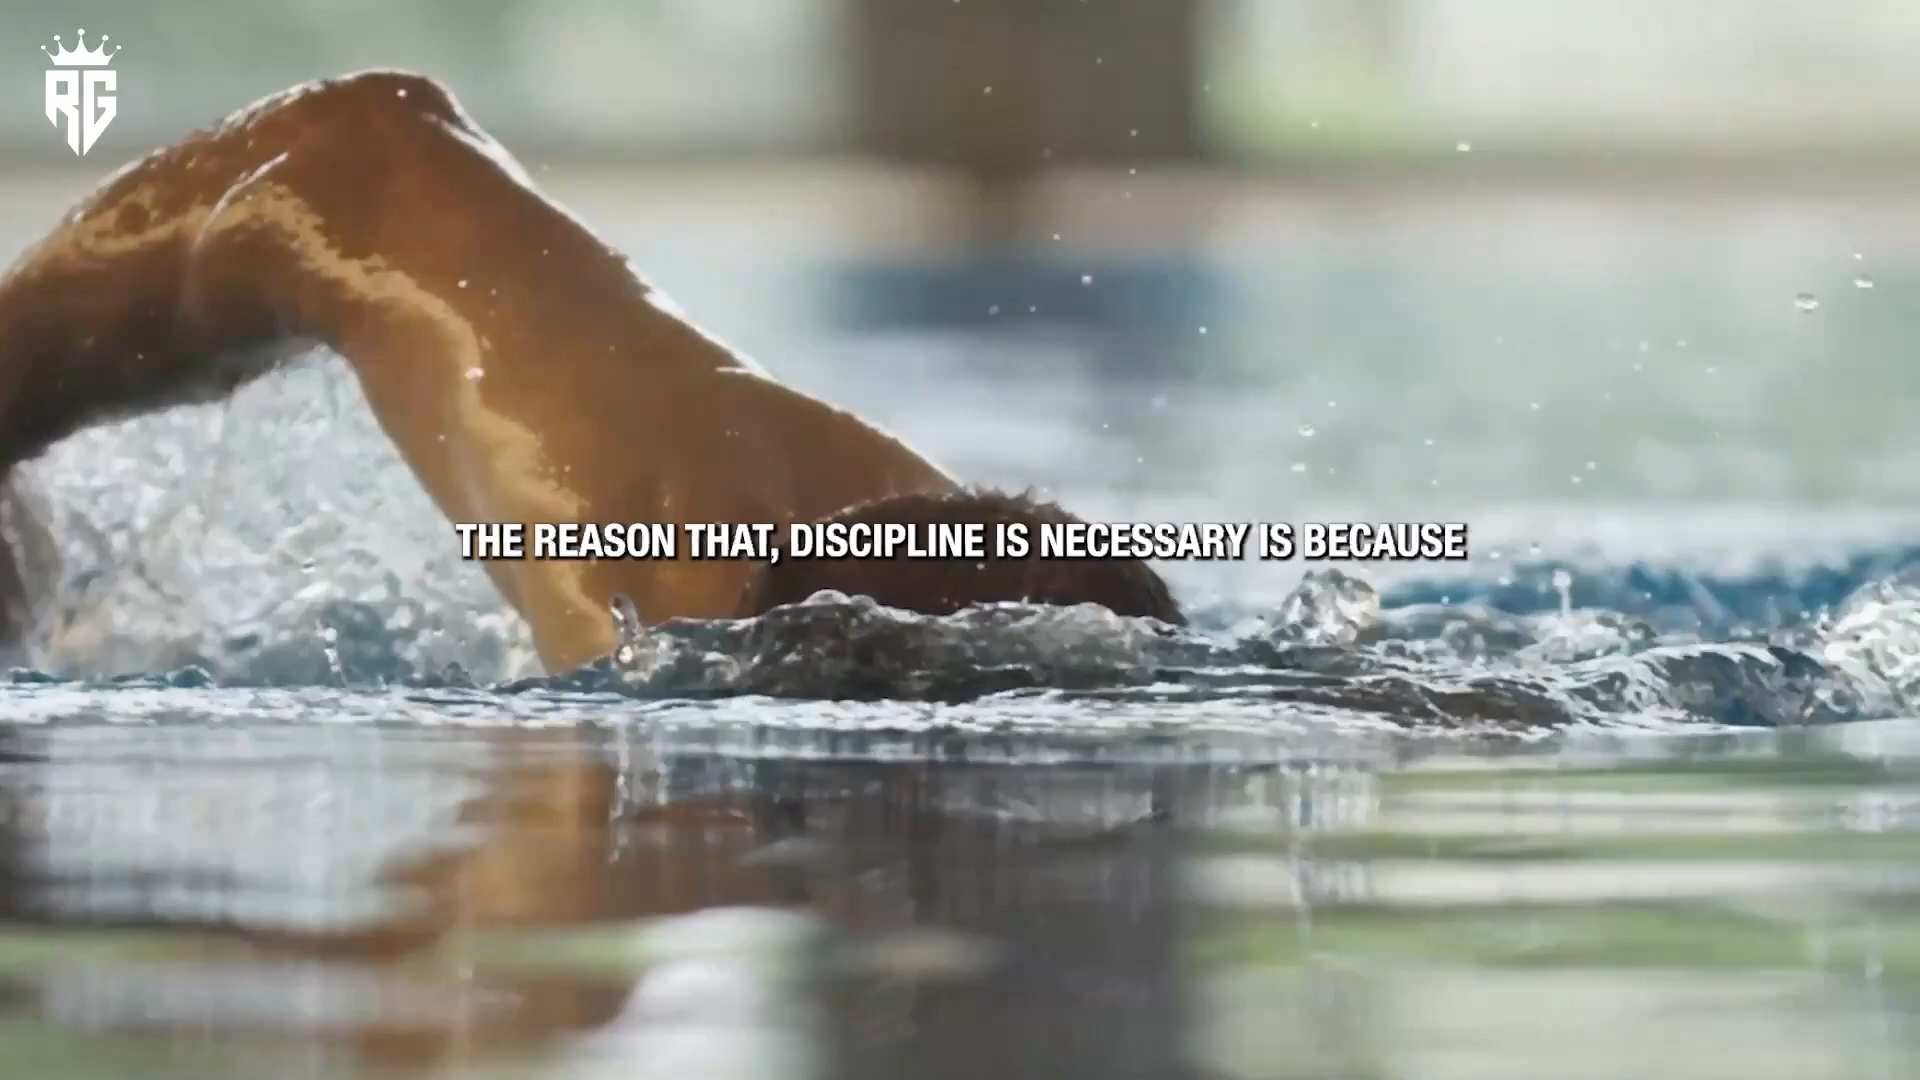 RG
THE REASON THAT, DISCIPLINE IS NECESSARY IS BECAUSE